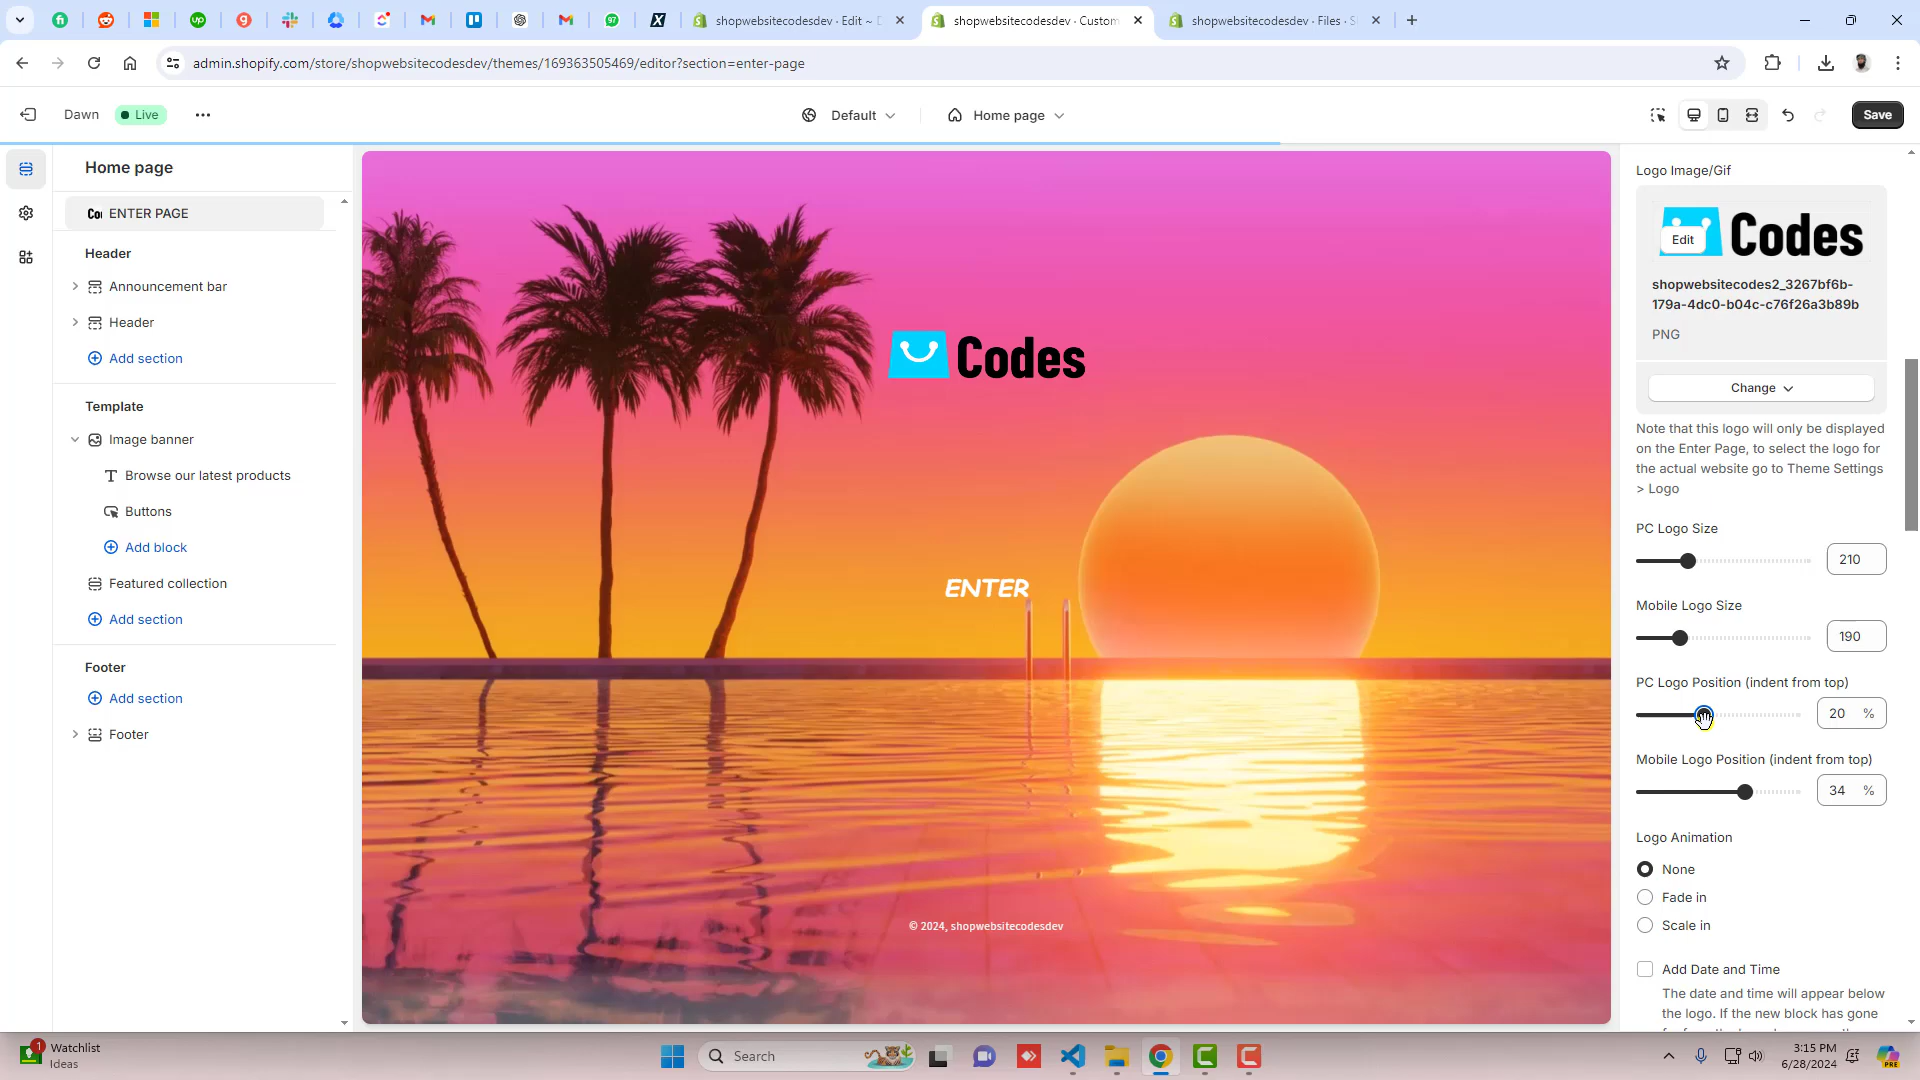 shopwebsitecodesdev · Edit ~ D
shopwebsitecodesdev · Custom
shopwebsitecodesdev · Files · S
admin.shopify.com/store/shopwebsitecodesdev/themes/169363505469/editor?section=enter-page
Dawn
Live
Default
Home page
Save
Home page
ENTER PAGE
Header
Announcement bar
Header
Add section
Template
Image banner
Browse our latest products
Buttons
Add block
Featured collection
Add section
Footer
Add section
Footer
Codes
ENTER
© 2024, shopwebsitecodesdev
Logo Image/Gif
Edit
Codes
shopwebsitecodes2_3267bf6b-
179a-4dc0-b04c-c76f26a3b89b
PNG
Change
Note that this logo will only be displayed
on the Enter Page, to select the logo for
the actual website go to Theme Settings
> Logo
PC Logo Size
210
Mobile Logo Size
190
PC Logo Position (indent from top)
20 %
Mobile Logo Position (indent from top)
34 %
Logo Animation
None
Fade in
Scale in
Add Date and Time
The date and time will appear below
the logo. If the new block has gone
1
Watchlist
Ideas
Search
3:15 PM
6/28/2024
PRE